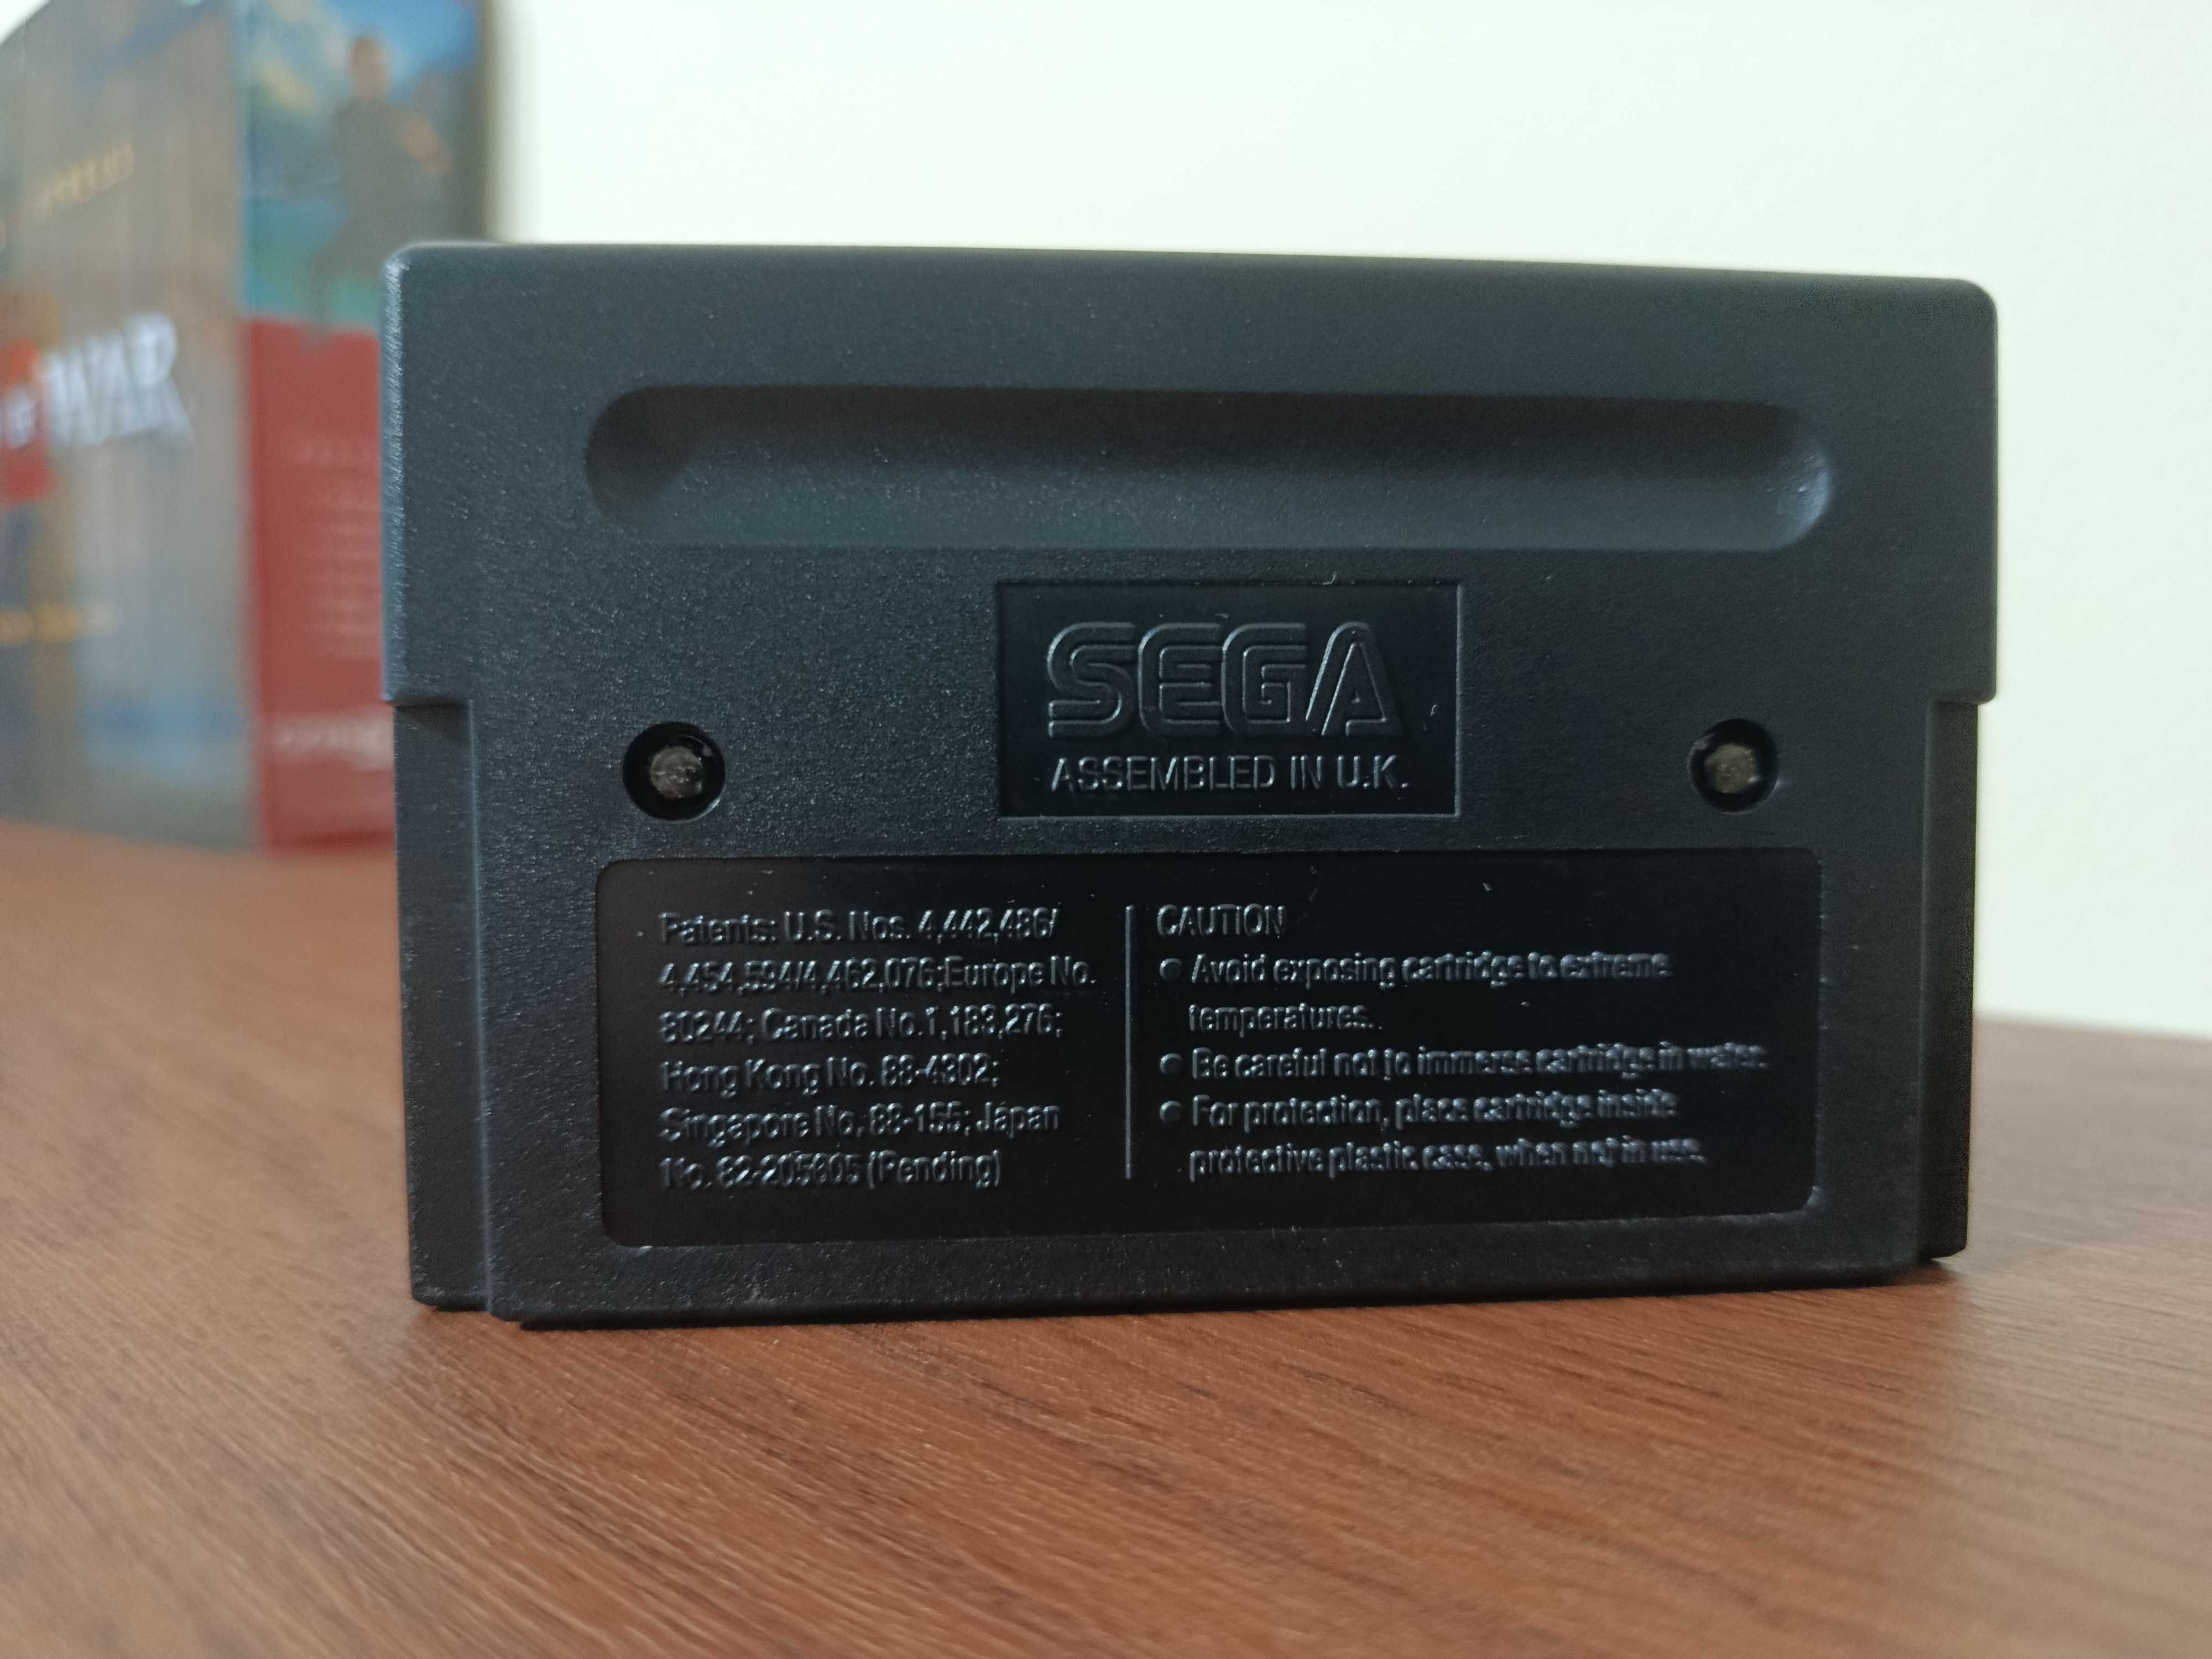 WAR
SEGA
ASSEMBLED IN U.K.
Patents: U.S. Nos. 4,442,486/
4,454,594/4,462,076;Europe No.
80244; Canada No.1,183,276;
Hong Kong No. 88-4302;
Singapore No. 88-155; Japan
No. 82-205605 (Pending)
CAUTION
• Avoid exposing cartridge to extreme
temperatures.
• Be careful not to immerse cartridge in water.
• For protection, place cartridge inside
protective plastic case, when not in use.